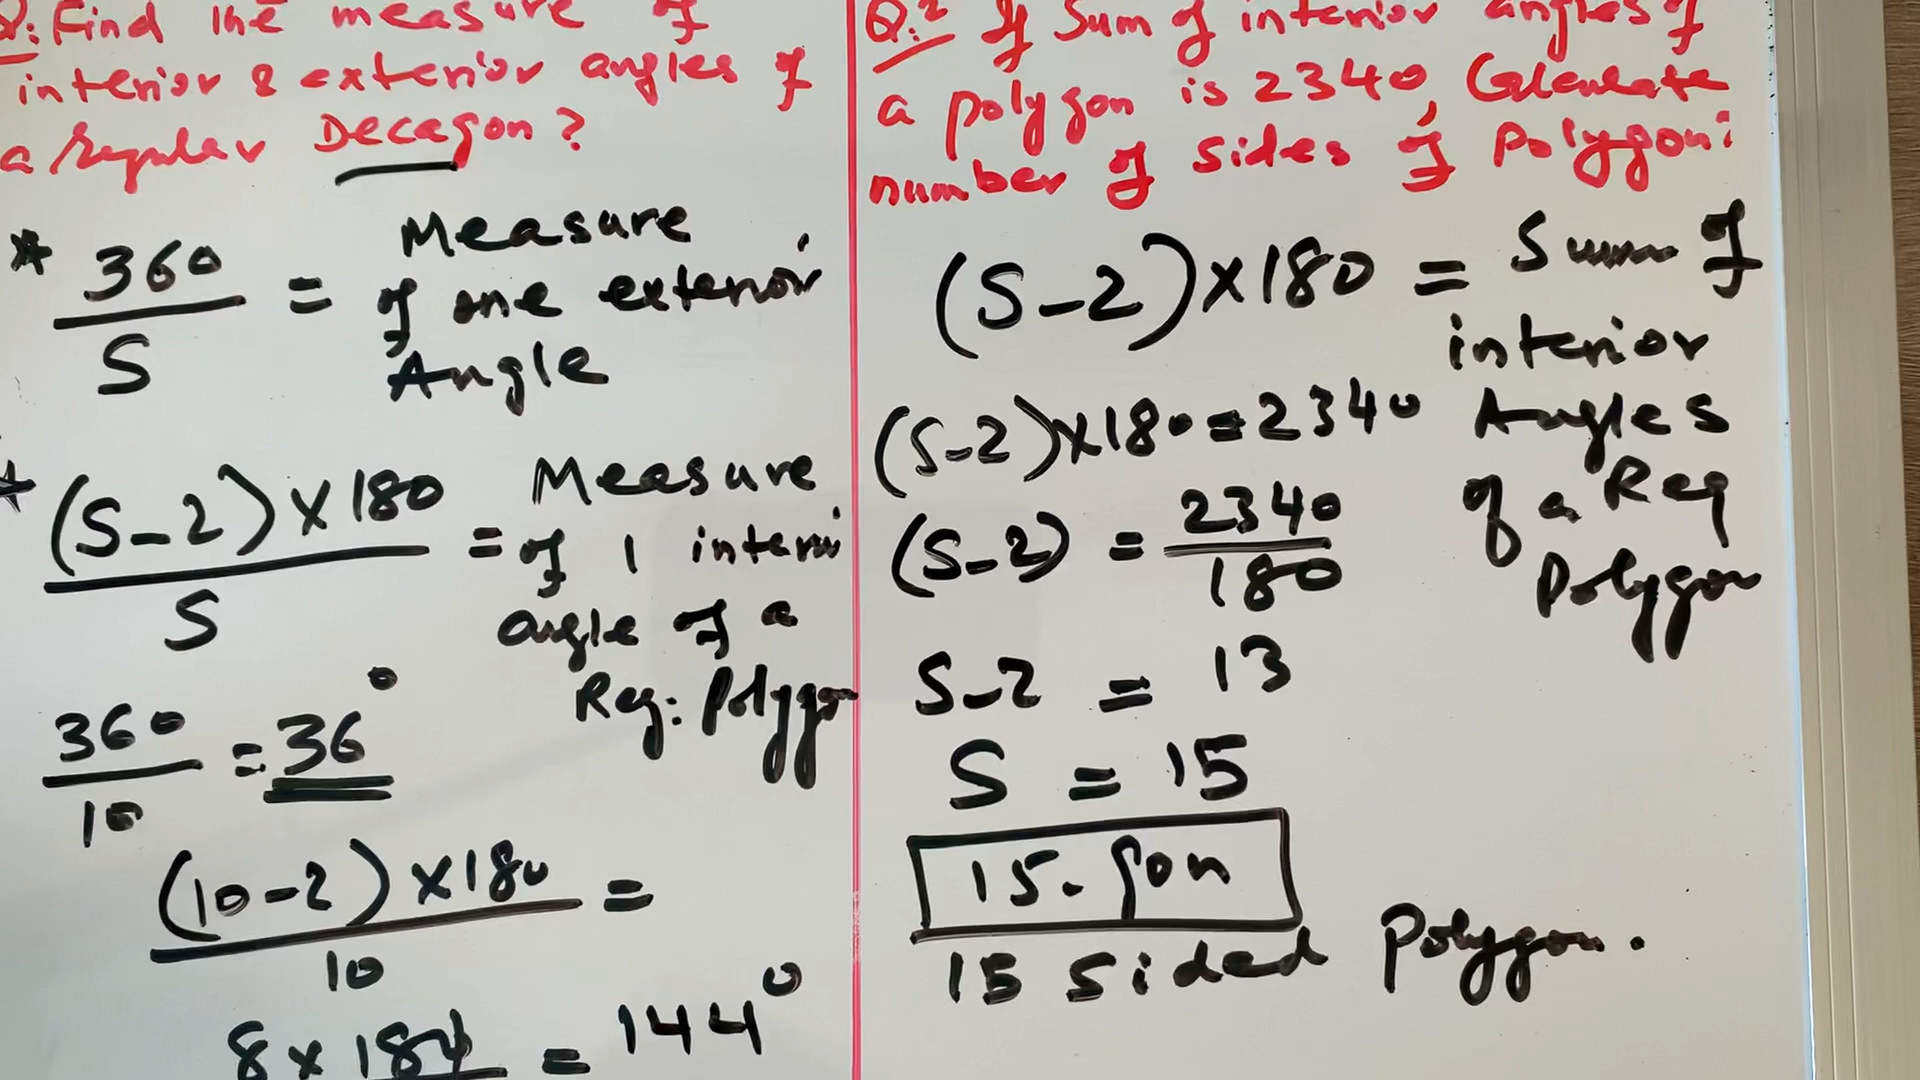 Q: Find the measure of
interior & exterior angles of
a Regular Decagon?
* 360/S = Measure
of one exterior
Angle
* (S-2)×180/S = Measure
of 1 interior
angle of a
Reg: polygon
360/10 = 36°
(10-2)×180/10 =
8×180 = 144°
Q:2 If Sum of interior angles of
a polygon is 2340, Calculate
number of sides of Polygon:
(S-2)×180 = Sum of
interior
Angles
of a Reg
Polygon
(S-2)×180=2340
(S-2) = 2340/180
S-2 = 13
S = 15
15-gon
15 sided Polygon.